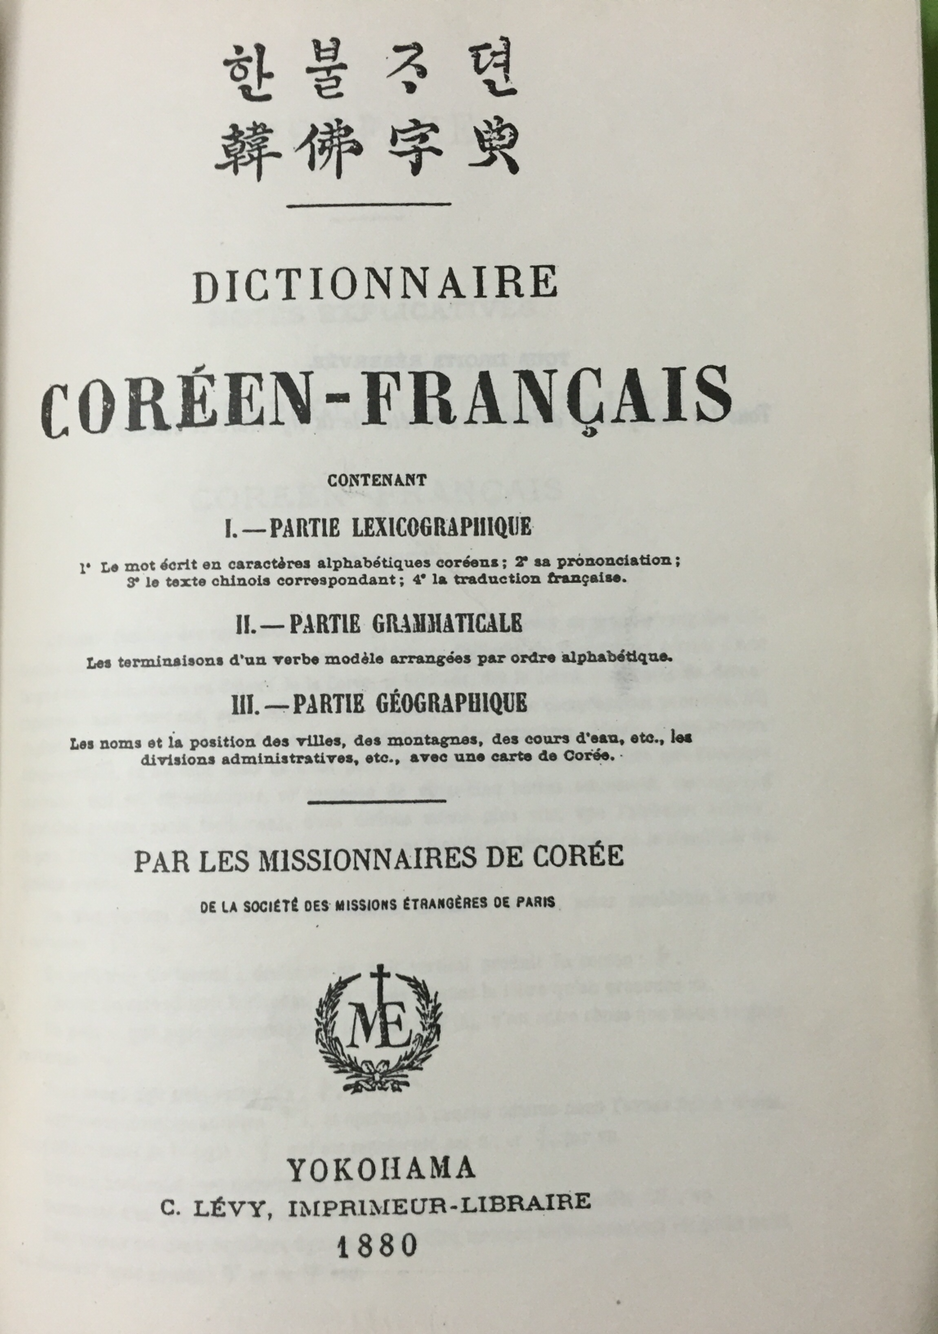 한불ᄌᆞ뎐
韓佛字典
DICTIONNAIRE
CORÉEN-FRANÇAIS
CONTENANT
I.—PARTIE LEXICOGRAPHIQUE
1° Le mot écrit en caractères alphabétiques coréens; 2° sa prononciation;
3° le texte chinois correspondant; 4° la traduction française.
II.—PARTIE GRAMMATICALE
Les terminaisons d'un verbe modèle arrangées par ordre alphabétique.
III.—PARTIE GÉOGRAPHIQUE
Les noms et la position des villes, des montagnes, des cours d'eau, etc., les
divisions administratives, etc., avec une carte de Corée.
PAR LES MISSIONNAIRES DE CORÉE
DE LA SOCIÉTÉ DES MISSIONS ÉTRANGÈRES DE PARIS
ME
YOKOHAMA
C. LÉVY, IMPRIMEUR-LIBRAIRE
1880